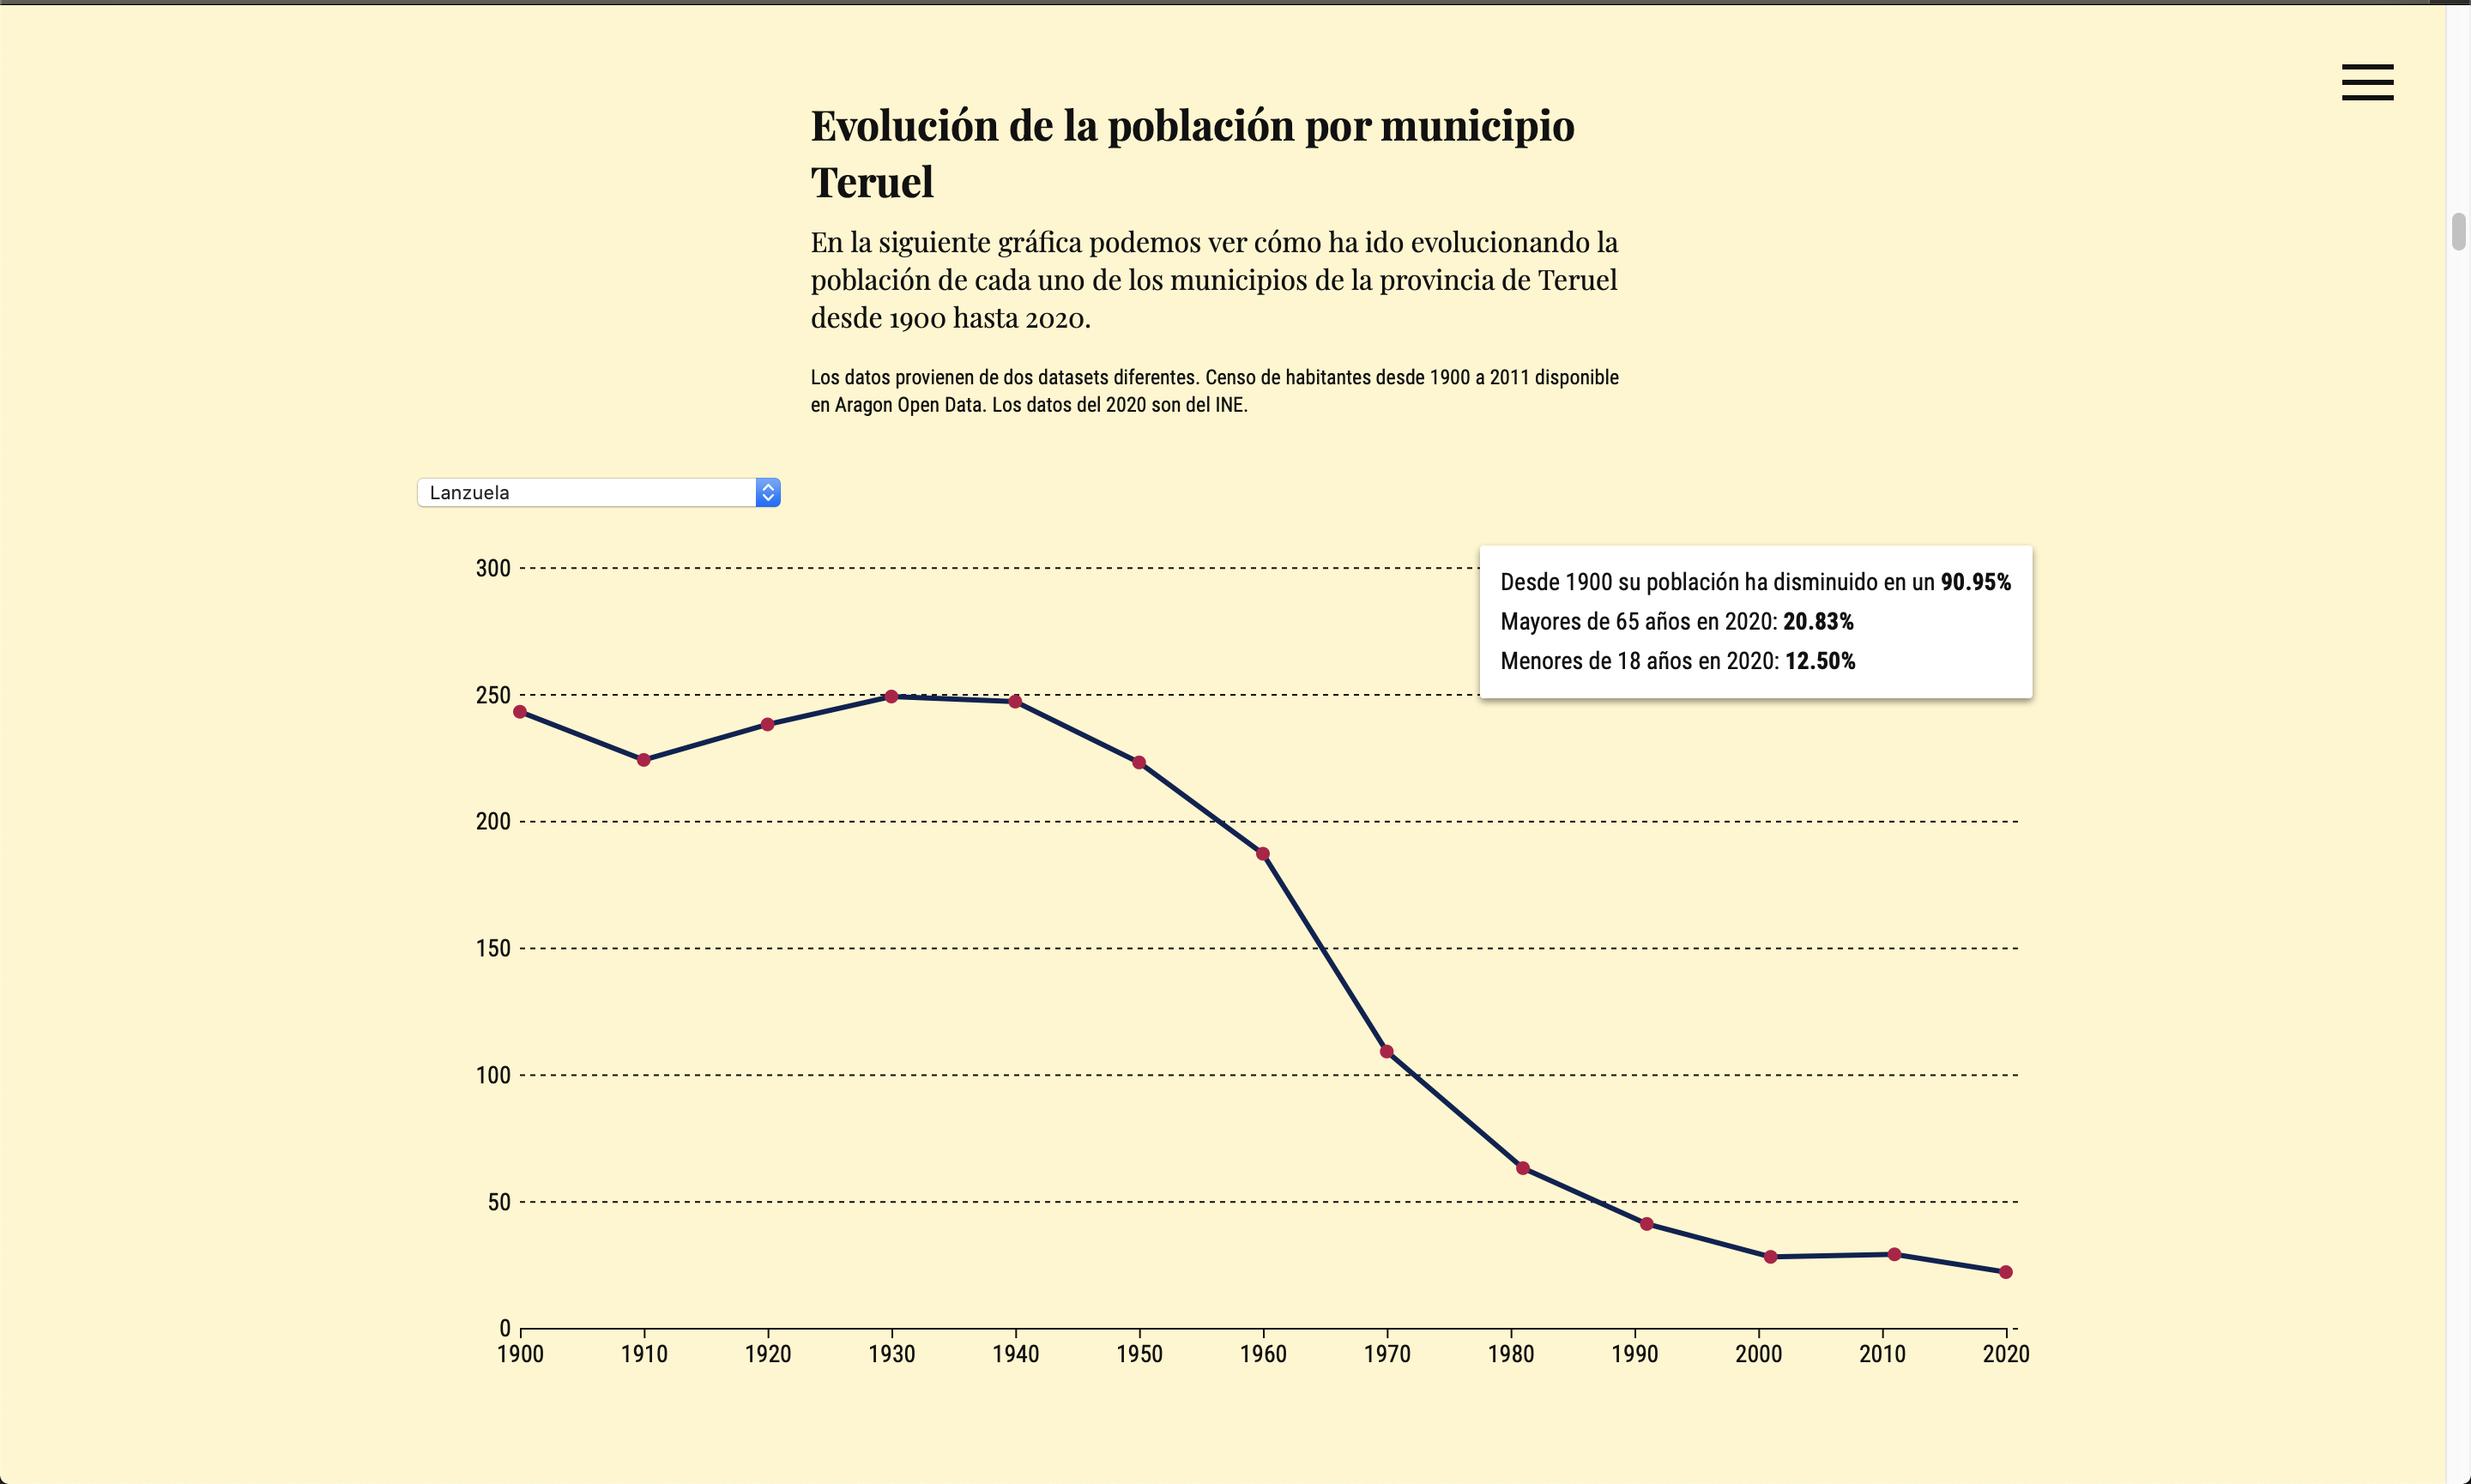 Evolución de la población por municipio
Teruel
En la siguiente gráfica podemos ver cómo ha ido evolucionando la
población de cada uno de los municipios de la provincia de Teruel
desde 1900 hasta 2020.
Los datos provienen de dos datasets diferentes. Censo de habitantes desde 1900 a 2011 disponible
en Aragon Open Data. Los datos del 2020 son del INE.
Lanzuela
Desde 1900 su población ha disminuido en un 90.95%
Mayores de 65 años en 2020: 20.83%
Menores de 18 años en 2020: 12.50%
300
250
200
150
100
50
0
1900 1910 1920 1930 1940 1950 1960 1970 1980 1990 2000 2010 2020